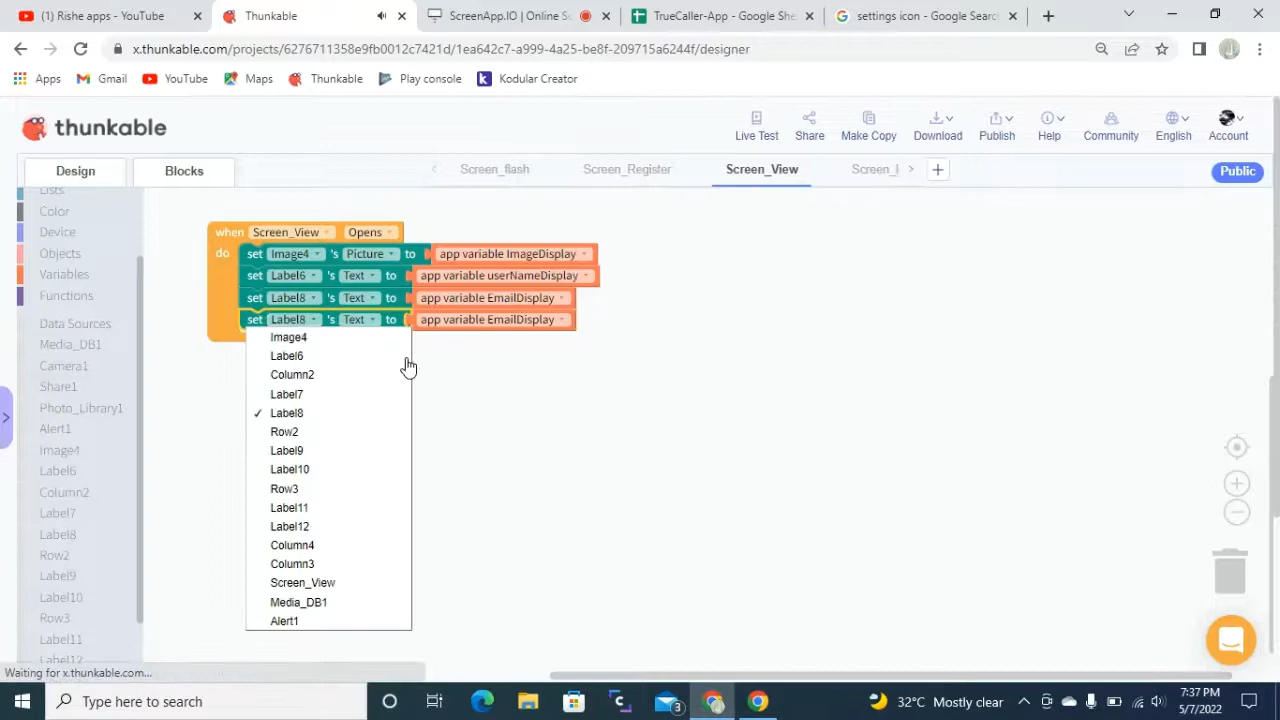 (1) Rishe apps - YouTube
Thunkable
ScreenApp.IO | Online S
TrueCaller-App - Google She
settings icon - Google Search
x.thunkable.com/projects/6276711358e9fb0012c7421d/1ea642c7-a999-4a25-be8f-209715a6244f/designer
Apps
Gmail
YouTube
Maps
Thunkable
Play console
Kodular Creator
thunkable
Live Test
Share
Make Copy
Download
Publish
Help
Community
English
Account
Design
Blocks
Screen_flash
Screen_Register
Screen_View
Screen_
Public
Lists
Color
Device
Objects
Variables
Functions
Data Sources
Media_DB1
Camera1
Share1
Photo_Library1
Alert1
Image4
Label6
Column2
Label7
Label8
Row2
Label9
Label10
Row3
Label11
Label12
when Screen_View Opens
do set Image4 's Picture to app variable ImageDisplay
set Label6 's Text to app variable userNameDisplay
set Label8 's Text to app variable EmailDisplay
set Label8 's Text to app variable EmailDisplay
Image4
Label6
Column2
Label7
✓ Label8
Row2
Label9
Label10
Row3
Label11
Label12
Column4
Column3
Screen_View
Media_DB1
Alert1
Waiting for x.thunkable.com...
Type here to search
3
32°C Mostly clear
7:37 PM
5/7/2022